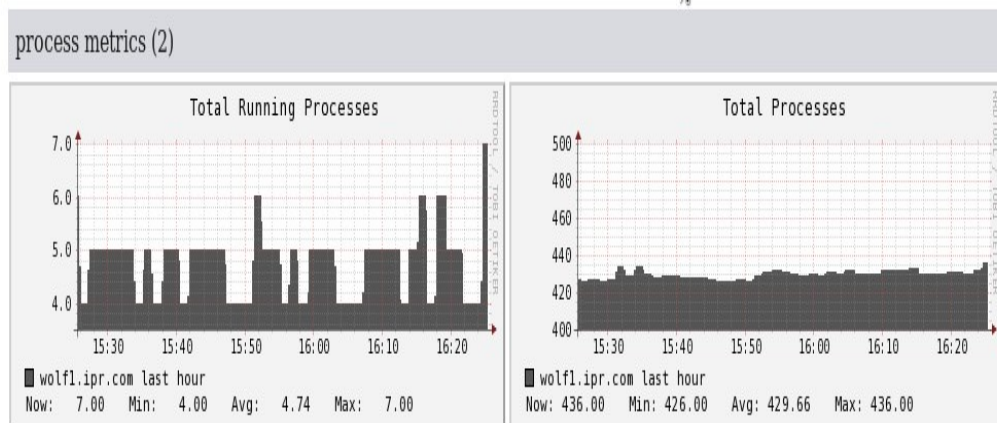 process metrics (2)
Total Running Processes
7.0
6.0
5.0
4.0
15:30 15:40 15:50 16:00 16:10 16:20
wolf1.ipr.com last hour
Now: 7.00 Min: 4.00 Avg: 4.74 Max: 7.00
RRDTOOL / TOBI OETIKER
Total Processes
500
480
460
440
420
400
15:30 15:40 15:50 16:00 16:10 16:20
wolf1.ipr.com last hour
Now: 436.00 Min: 426.00 Avg: 429.66 Max: 436.00
RRDTOOL / TOBI OETIKER